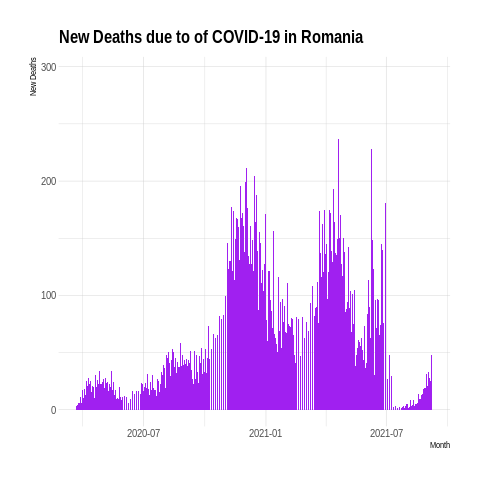 New Deaths due to of COVID-19 in Romania
New Deaths
300
200
100
0
2020-07
2021-01
2021-07
Month